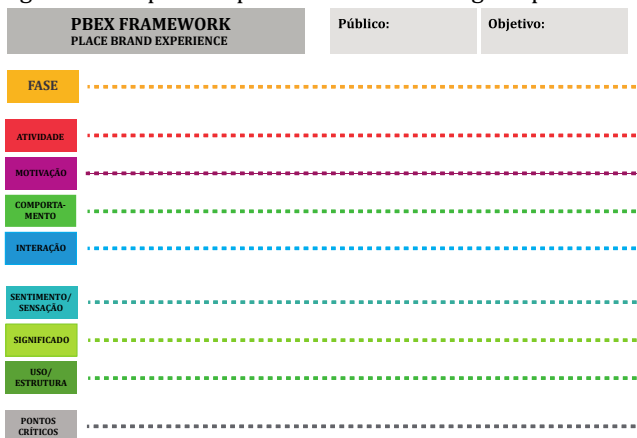 PBEX FRAMEWORK
PLACE BRAND EXPERIENCE
Público:
Objetivo:
FASE
ATIVIDADE
MOTIVAÇÃO
COMPORTA-
MENTO
INTERAÇÃO
SENTIMENTO/
SENSAÇÃO
SIGNIFICADO
USO/
ESTRUTURA
PONTOS
CRÍTICOS